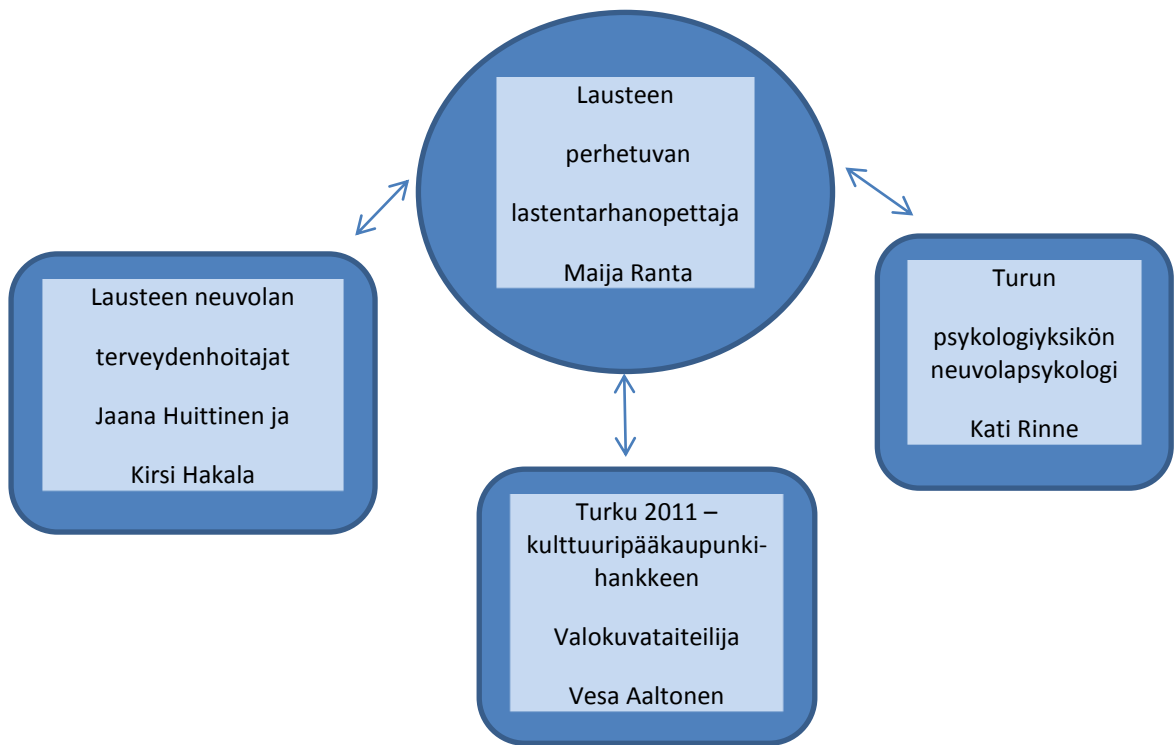 Lausteen
perhetuvan
lastentarhanopettaja
Maija Ranta
Lausteen neuvolan
terveydenhoitajat
Jaana Huittinen ja
Kirsi Hakala
Turun
psykologiyksikön
neuvolapsykologi
Kati Rinne
Turku 2011 –
kulttuuripääkaupunki-
hankkeen
Valokuvataiteilija
Vesa Aaltonen